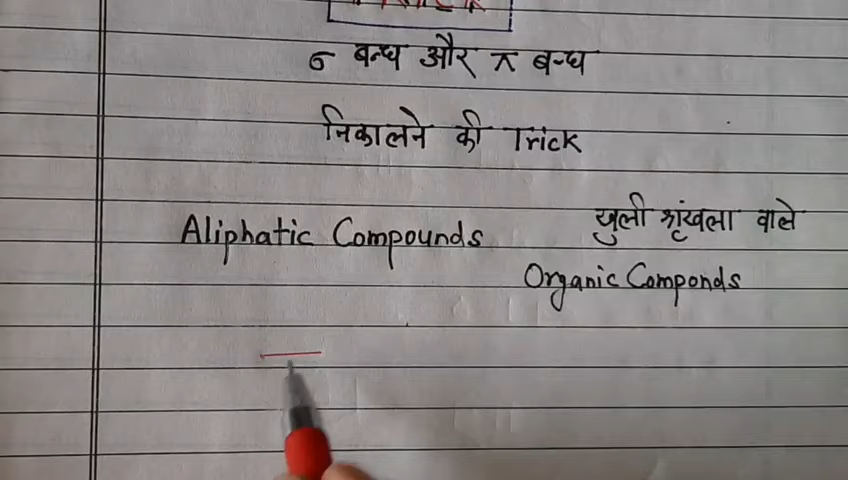 σ बन्ध और π बन्ध
निकालने की Trick
Aliphatic Compounds
खुली श्रृंखला वाले
Organic Componds